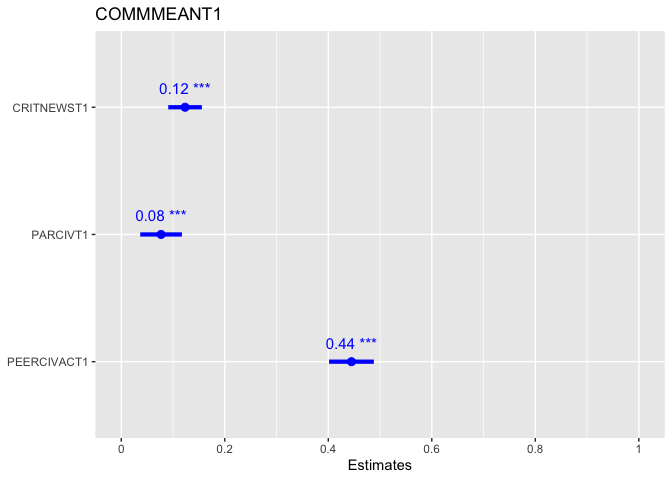 COMMMEANT1
0.12 ***
CRITNEWST1
0.08 ***
PARCIVT1
0.44 ***
PEERCIVACT1
0 0.2 0.4 0.6 0.8 1
Estimates